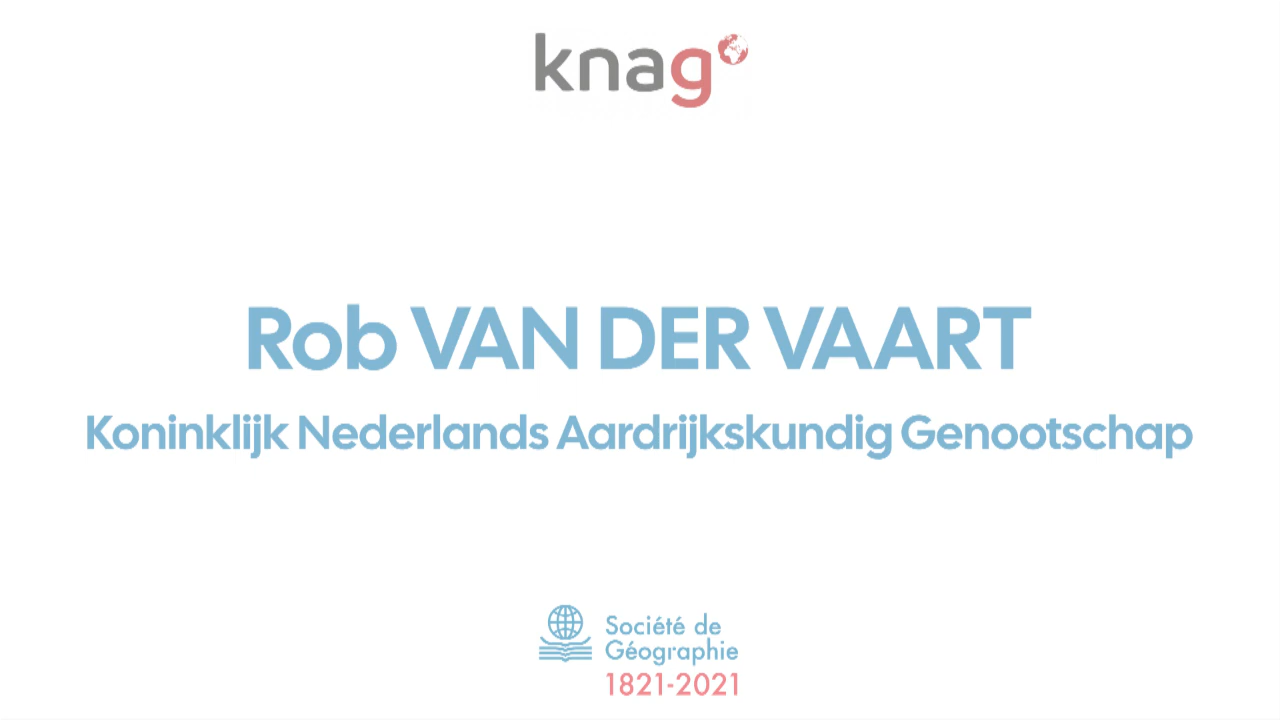 knag
Rob VAN DER VAART
Koninklijk Nederlands Aardrijkskundig Genootschap
Société de
Géographie
1821-2021